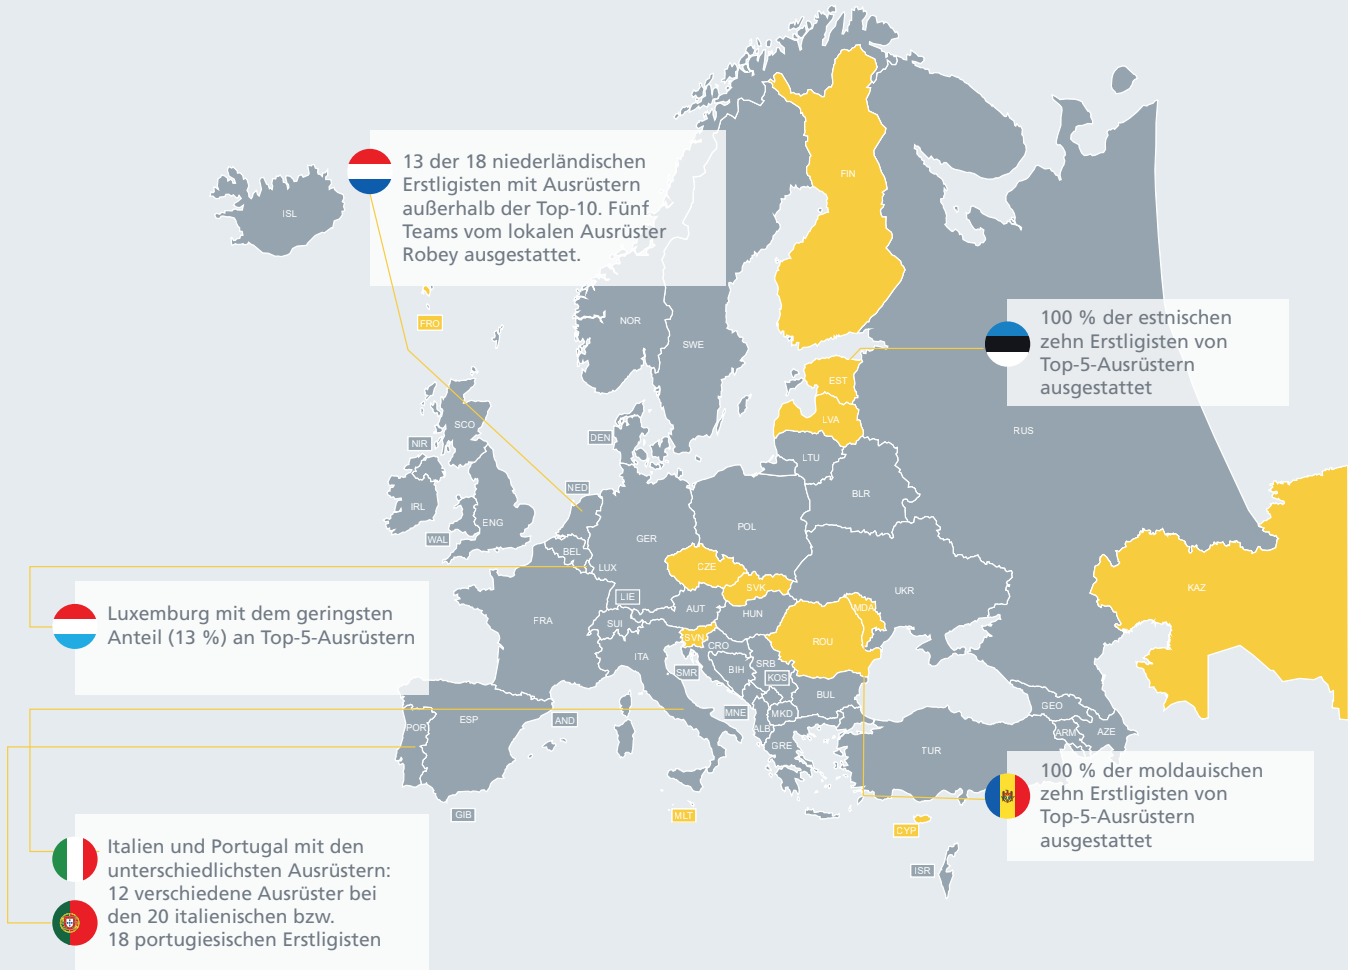 13 der 18 niederländischen
Erstligisten mit Ausrüstern
außerhalb der Top-10. Fünf
Teams vom lokalen Ausrüster
Robey ausgestattet.
ISL
FIN
FRO
NOR
SWE
100 % der estnischen
zehn Erstligisten von
Top-5-Ausrüstern
ausgestattet
EST
LVA
RUS
SCO
NIR
DEN
LTU
NED
BLR
IRL
ENG
POL
WAL
GER
BEL
LUX
CZE
SVK
KAZ
UKR
LIE
AUT
HUN
MDA
Luxemburg mit dem geringsten
Anteil (13 %) an Top-5-Ausrüstern
FRA
SUI
SVN
ROU
CRO
ITA
SMR
BIH
SRB
KOS
BUL
GEO
POR
ESP
AND
MNE
MKD
ALB
ARM
AZE
GRE
TUR
100 % der moldauischen
zehn Erstligisten von
Top-5-Ausrüstern
ausgestattet
GIB
MLT
CYP
ISR
Italien und Portugal mit den
unterschiedlichsten Ausrüstern:
12 verschiedene Ausrüster bei
den 20 italienischen bzw.
18 portugiesischen Erstligisten